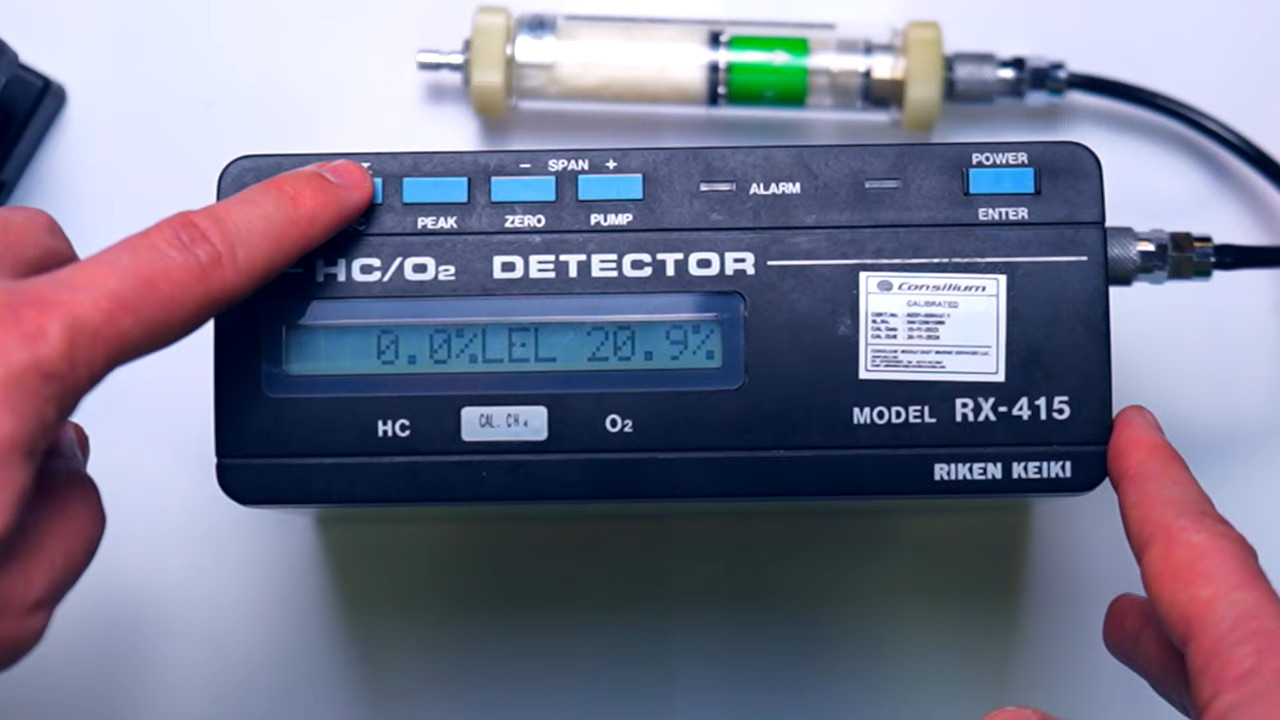 − SPAN +
POWER
ALARM
PEAK
ZERO
PUMP
ENTER
HC/O2 DETECTOR
Consilium
CALIBRATED
0.0%LEL 20.9%
HC
CAL. CH4
O2
MODEL RX-415
RIKEN KEIKI